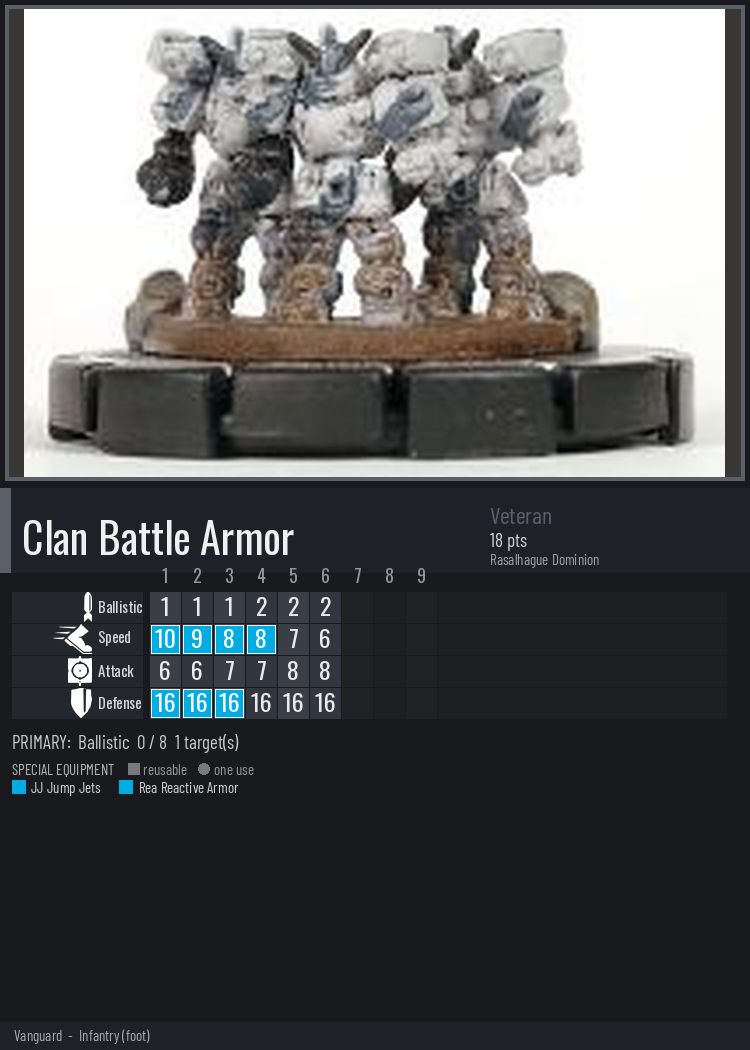 Clan Battle Armor
Veteran
18 pts
Rasalhague Dominion
1 2 3 4 5 6 7 8 9
Ballistic 1 1 1 2 2 2
Speed 10 9 8 8 7 6
Attack 6 6 7 7 8 8
Defense 16 16 16 16 16 16
PRIMARY: Ballistic 0 / 8 1 target(s)
SPECIAL EQUIPMENT reusable one use
JJ Jump Jets Rea Reactive Armor
Vanguard - Infantry (foot)